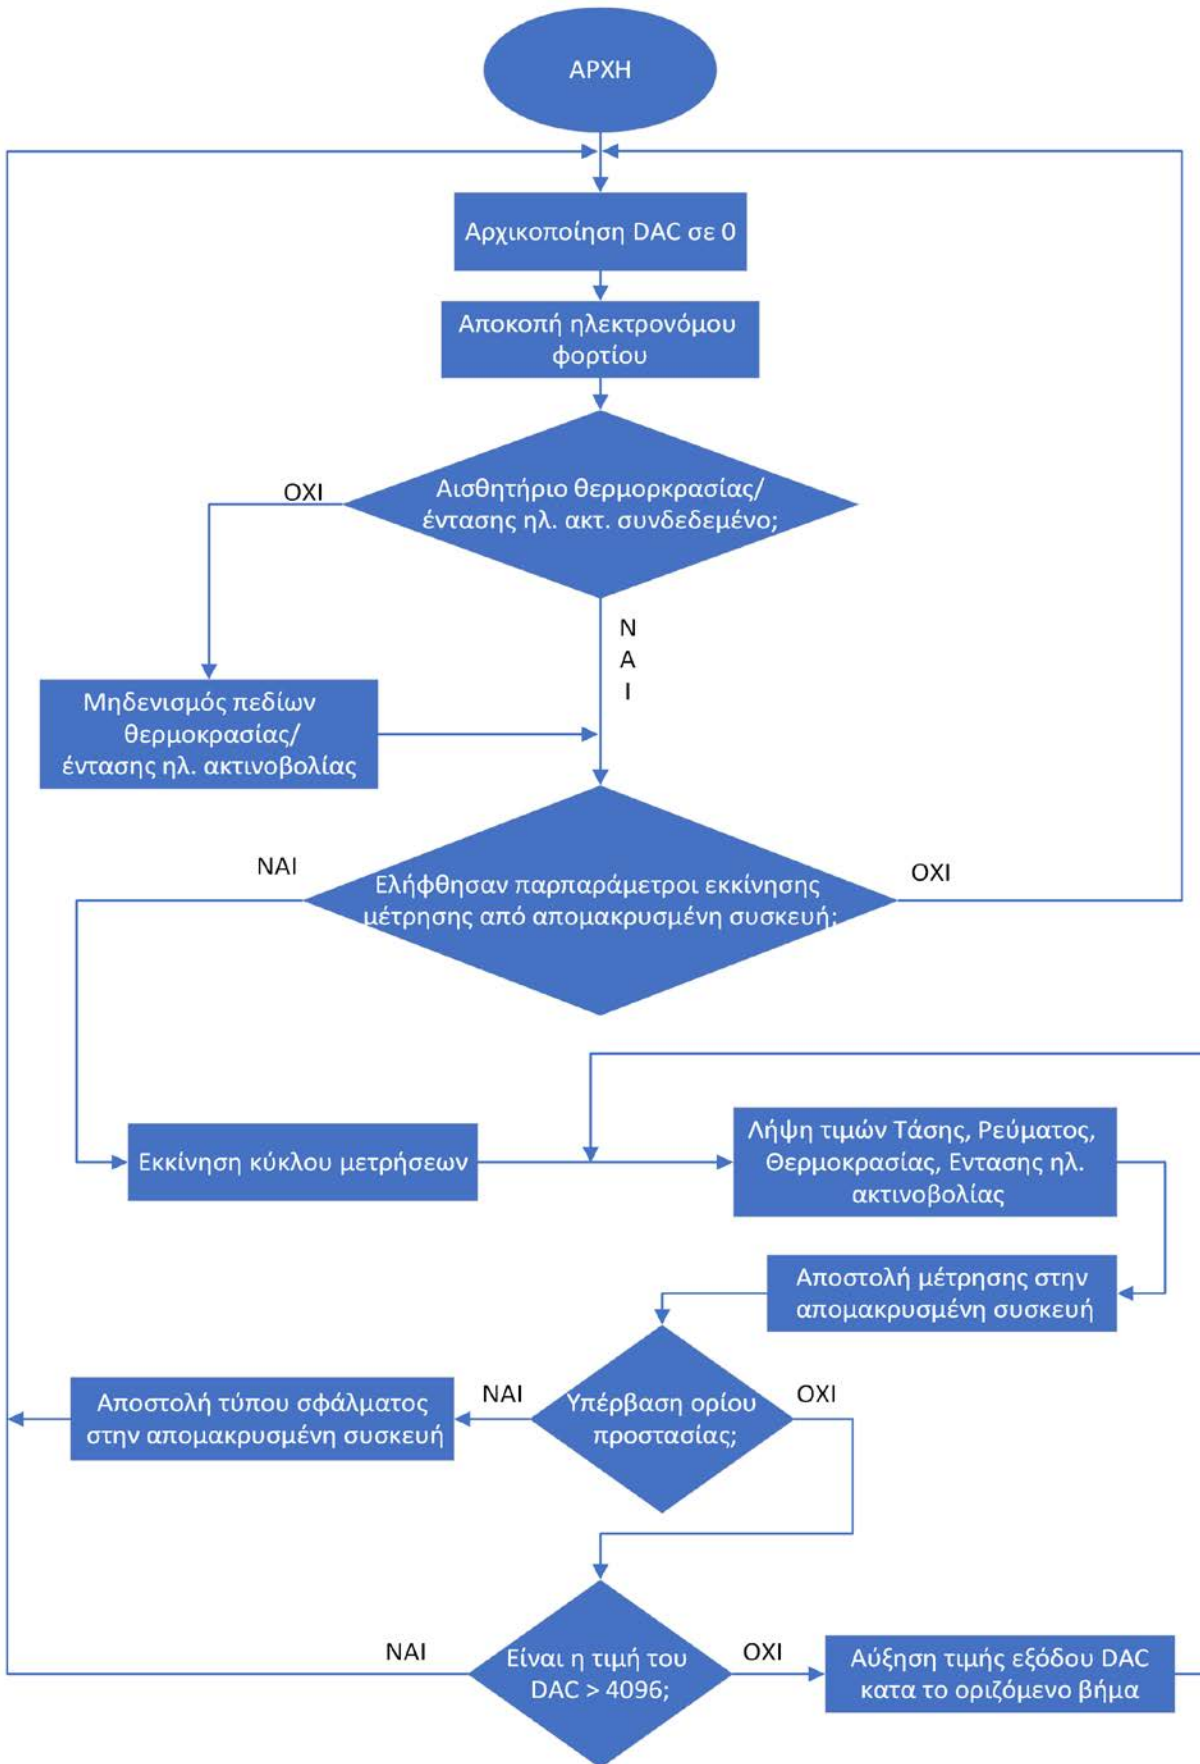 ΑΡΧΗ
Αρχικοποίηση DAC σε 0
Αποκοπή ηλεκτρονόμου
φορτίου
ΟΧΙ
Αισθητήριο θερμορκρασίας/
έντασης ηλ. ακτ. συνδεδεμένο;
Ν
Α
Ι
Μηδενισμός πεδίων
θερμοκρασίας/
έντασης ηλ. ακτινοβολίας
ΝΑΙ
ΟΧΙ
Ελήφθησαν παρπαράμετροι εκκίνησης
μέτρησης από απομακρυσμένη συσκευή;
Εκκίνηση κύκλου μετρήσεων
Λήψη τιμών Τάσης, Ρεύματος,
Θερμοκρασίας, Εντασης ηλ.
ακτινοβολίας
Αποστολή μέτρησης στην
απομακρυσμένη συσκευή
Αποστολή τύπου σφάλματος
στην απομακρυσμένη συσκευή
ΝΑΙ
Υπέρβαση ορίου
προστασίας;
ΟΧΙ
ΝΑΙ
Είναι η τιμή του
DAC > 4096;
ΟΧΙ
Αύξηση τιμής εξόδου DAC
κατα το οριζόμενο βήμα